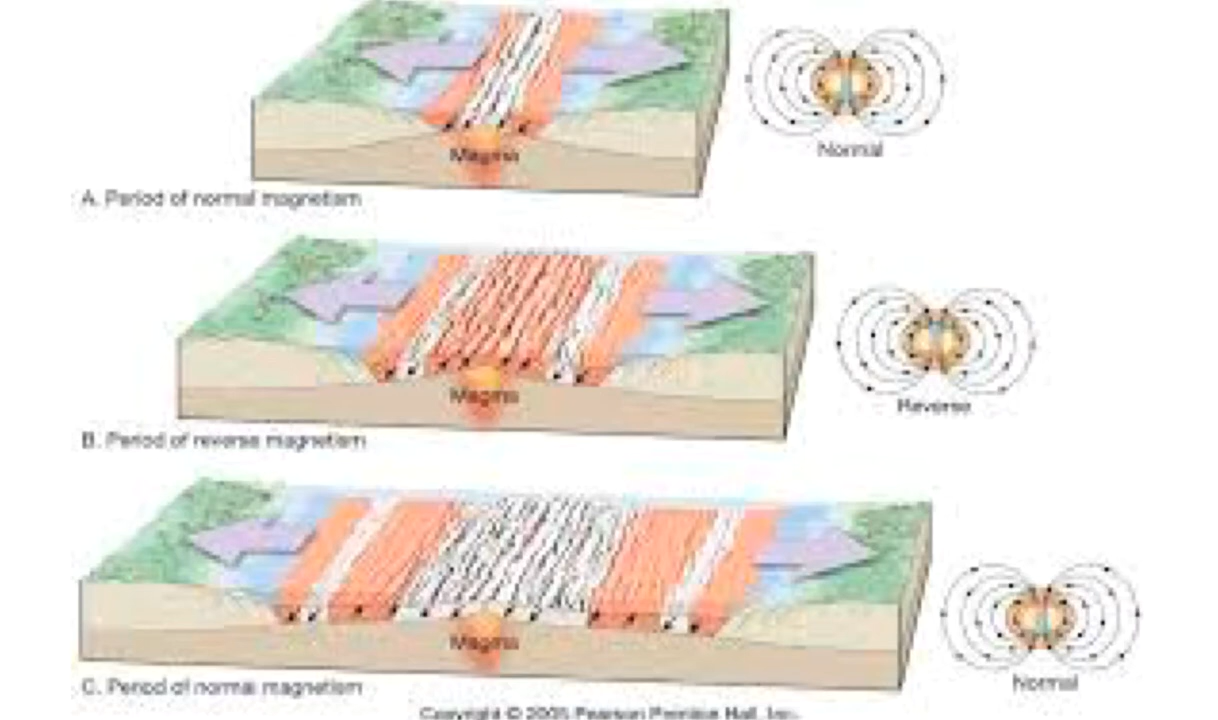 Magma
Normal
A. Period of normal magnetism
Magma
Reverse
B. Period of reverse magnetism
Magma
Normal
C. Period of normal magnetism
Copyright © 2005 Pearson Prentice Hall, Inc.